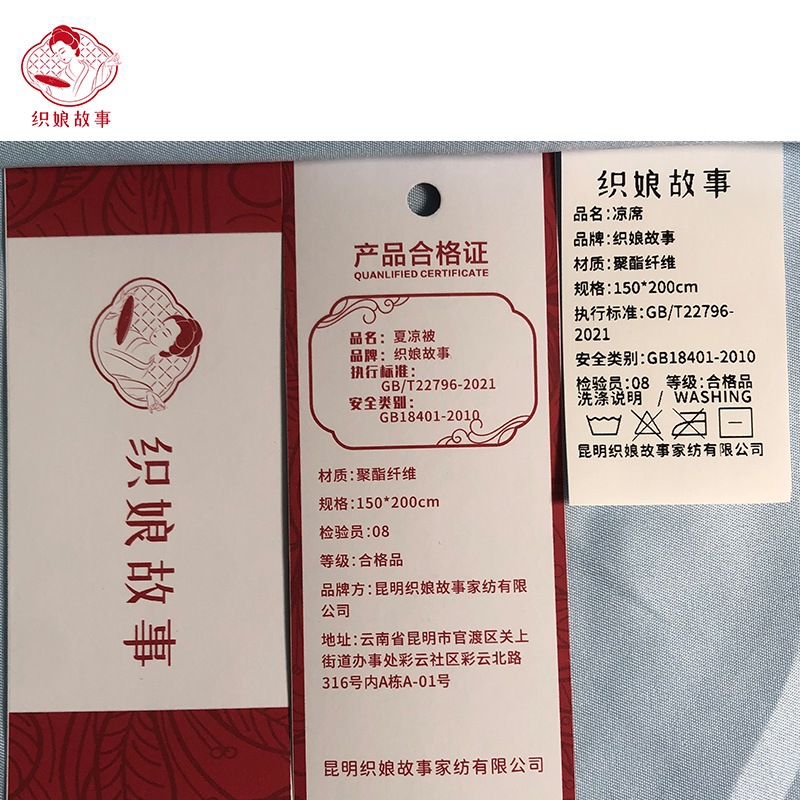 织娘故事
织娘故事
产品合格证
QUANLIFIED CERTIFICATE
品名：夏凉被
品牌：织娘故事
执行标准：
GB/T22796-2021
安全类别：
GB18401-2010
材质：聚酯纤维
规格：150*200cm
检验员：08
等级：合格品
品牌方：昆明织娘故事家纺有限
公司
地址：云南省昆明市官渡区关上
街道办事处彩云社区彩云北路
316号内A栋A-01号
昆明织娘故事家纺有限公司
织娘故事
品名：凉席
品牌：织娘故事
材质：聚酯纤维
规格：150*200cm
执行标准：GB/T22796-
2021
安全类别：GB18401-2010
检验员：08 等级：合格品
洗涤说明 / WASHING
昆明织娘故事家纺有限公司